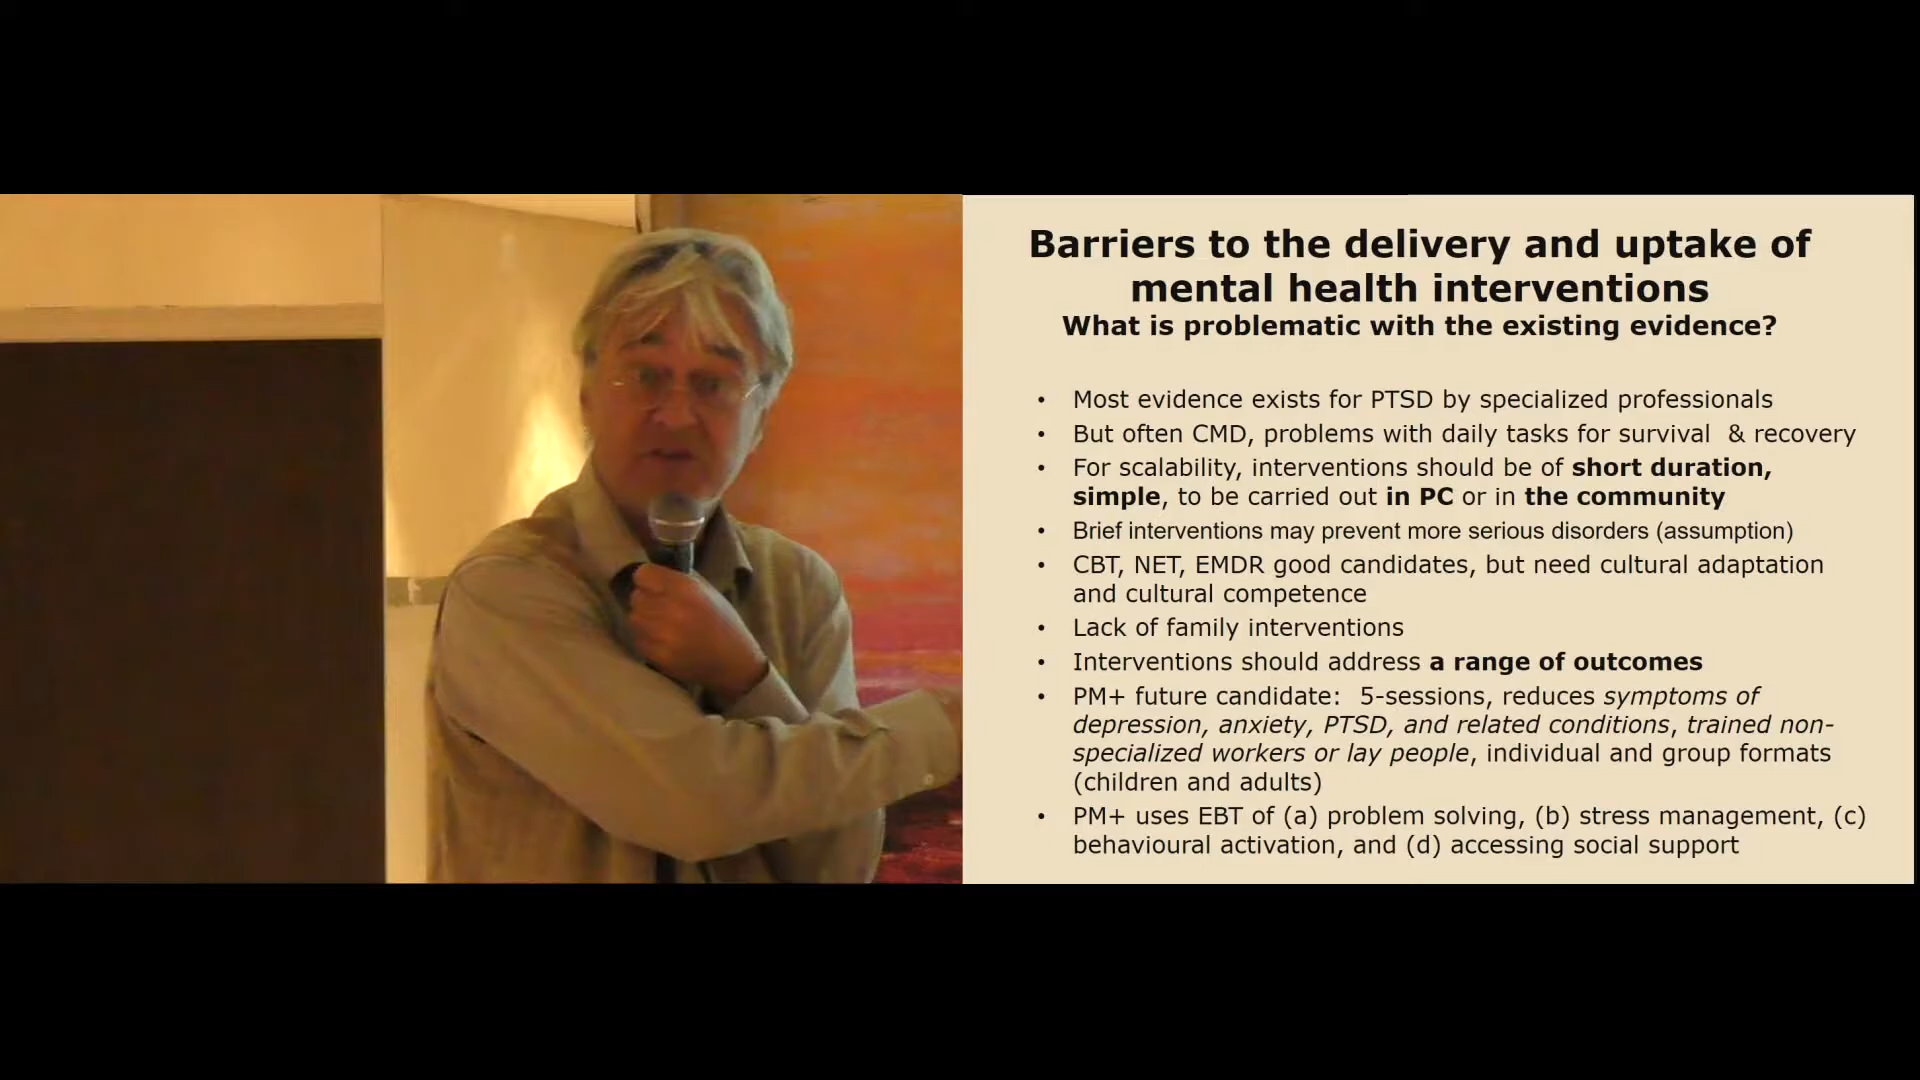 Barriers to the delivery and uptake of
mental health interventions
What is problematic with the existing evidence?
• Most evidence exists for PTSD by specialized professionals
• But often CMD, problems with daily tasks for survival & recovery
• For scalability, interventions should be of short duration,
simple, to be carried out in PC or in the community
• Brief interventions may prevent more serious disorders (assumption)
• CBT, NET, EMDR good candidates, but need cultural adaptation
and cultural competence
• Lack of family interventions
• Interventions should address a range of outcomes
• PM+ future candidate: 5-sessions, reduces symptoms of
depression, anxiety, PTSD, and related conditions, trained non-
specialized workers or lay people, individual and group formats
(children and adults)
• PM+ uses EBT of (a) problem solving, (b) stress management, (c)
behavioural activation, and (d) accessing social support